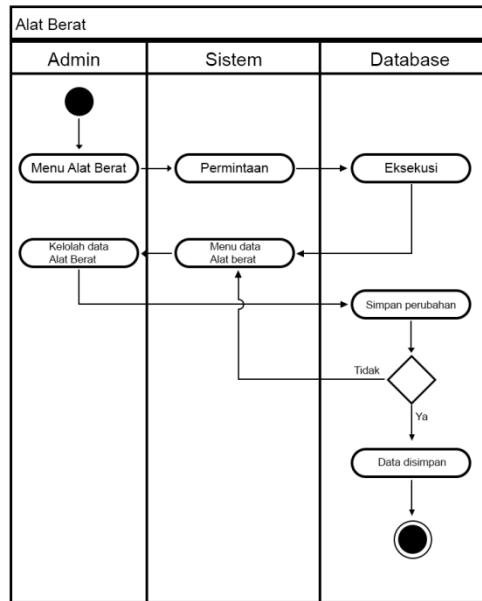 Alat Berat
Admin
Sistem
Database
Menu Alat Berat
Permintaan
Eksekusi
Kelolah data
Alat Berat
Menu data
Alat berat
Simpan perubahan
Tidak
Ya
Data disimpan